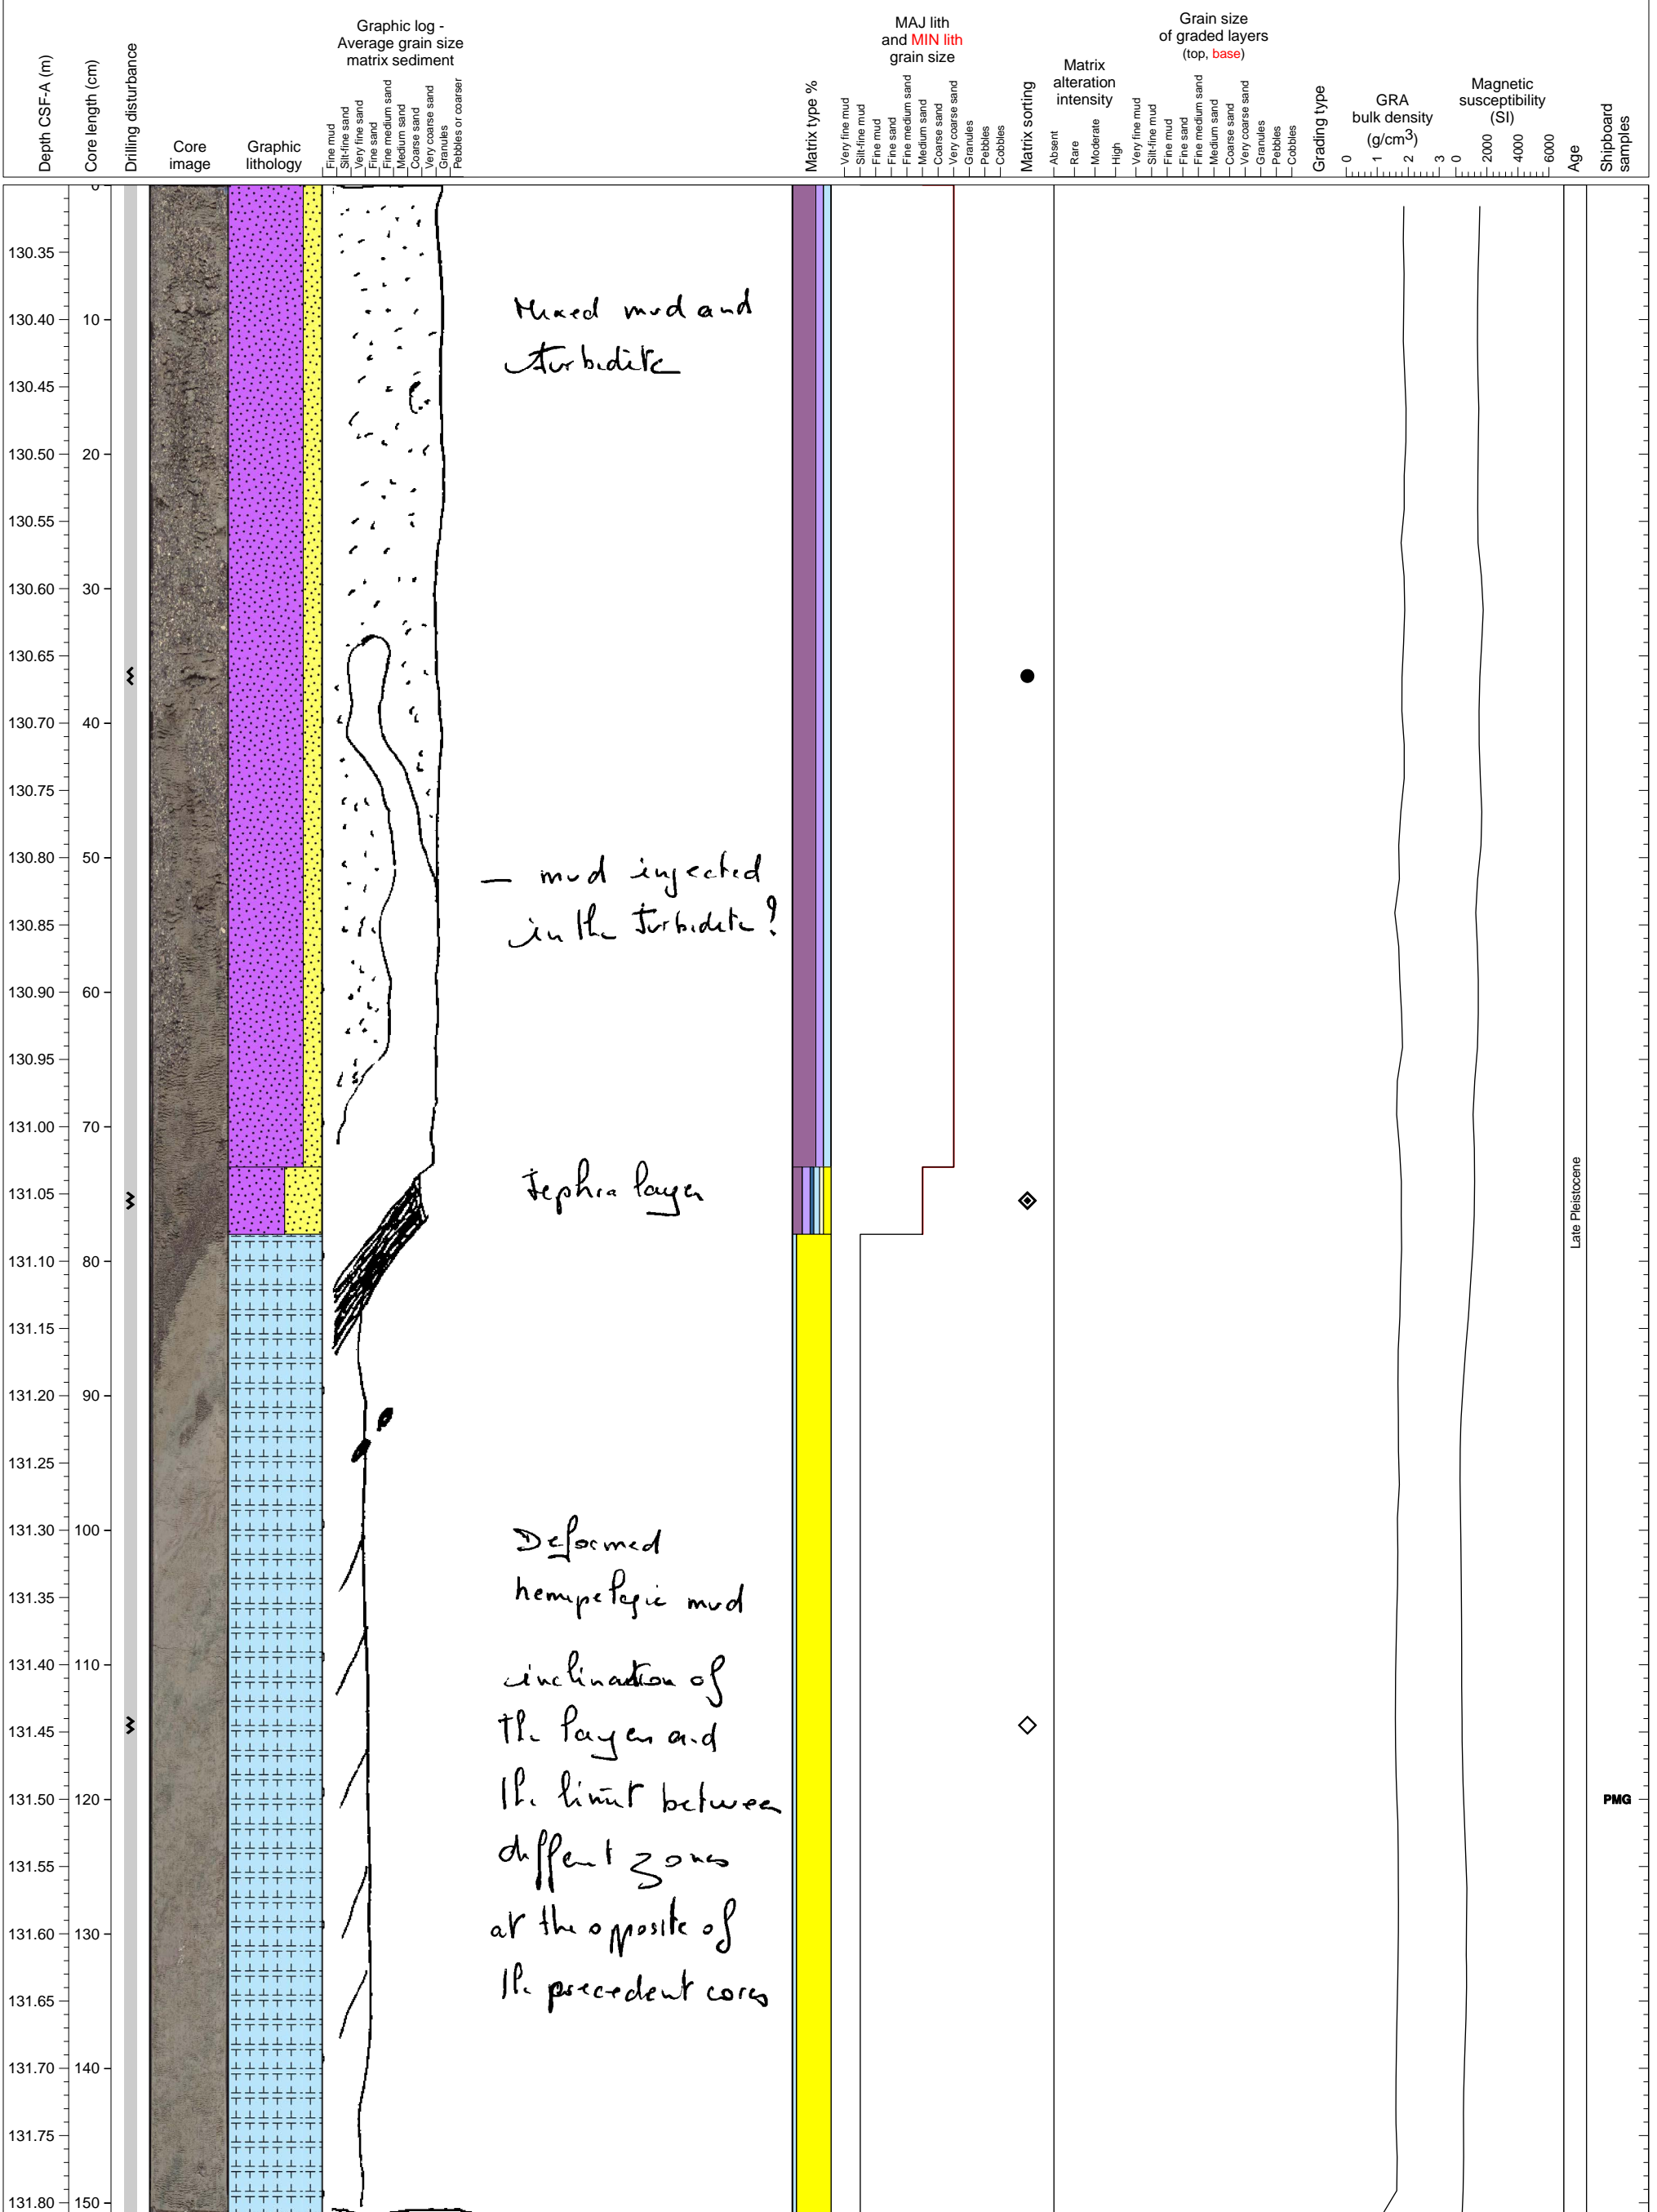 Depth CSF-A (m)
Core length (cm)
Drilling disturbance
Core
image
Graphic
lithology
Graphic log -
Average grain size
matrix sediment
Fine mud
Silt-fine sand
Very fine sand
Fine sand
Fine medium sand
Medium sand
Coarse sand
Very coarse sand
Granules
Pebbles or coarser
Matrix type %
MAJ lith
and MIN lith
grain size
Very fine mud
Silt-fine mud
Fine mud
Fine sand
Fine medium sand
Medium sand
Coarse sand
Very coarse sand
Granules
Pebbles
Cobbles
Matrix sorting
Matrix
alteration
intensity
Absent
Rare
Moderate
High
Grain size
of graded layers
(top, base)
Very fine mud
Silt-fine mud
Fine mud
Fine sand
Fine medium sand
Medium sand
Coarse sand
Very coarse sand
Granules
Pebbles
Cobbles
Grading type
GRA
bulk density
(g/cm3)
0 1 2 3
Magnetic
susceptibility
(SI)
0 2000 4000 6000
Age
Shipboard
samples
0
130.35
130.40 10
130.45
130.50 20
130.55
130.60 30
130.65
130.70 40
130.75
130.80 50
130.85
130.90 60
130.95
131.00 70
131.05
131.10 80
131.15
131.20 90
131.25
131.30 100
131.35
131.40 110
131.45
131.50 120
131.55
131.60 130
131.65
131.70 140
131.75
131.80 150
Mixed mud and
turbidite
— mud injected
in the turbidite?
Tephra layer
Deformed
hemipelagic mud
inclination of
the layer and
the limit between
different zones
at the opposite of
the precedent cores
Late Pleistocene
PMG